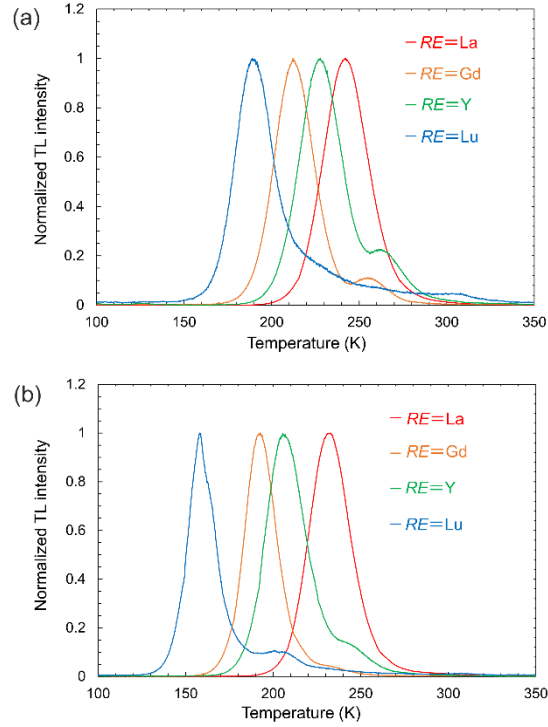 (a)
Normalized TL intensity
1.2
1
0.8
0.6
0.4
0.2
0
RE=La
RE=Gd
RE=Y
RE=Lu
100 150 200 250 300 350
Temperature (K)
(b)
Normalized TL intensity
1.2
1
0.8
0.6
0.4
0.2
0
RE=La
RE=Gd
RE=Y
RE=Lu
100 150 200 250 300 350
Temperature (K)